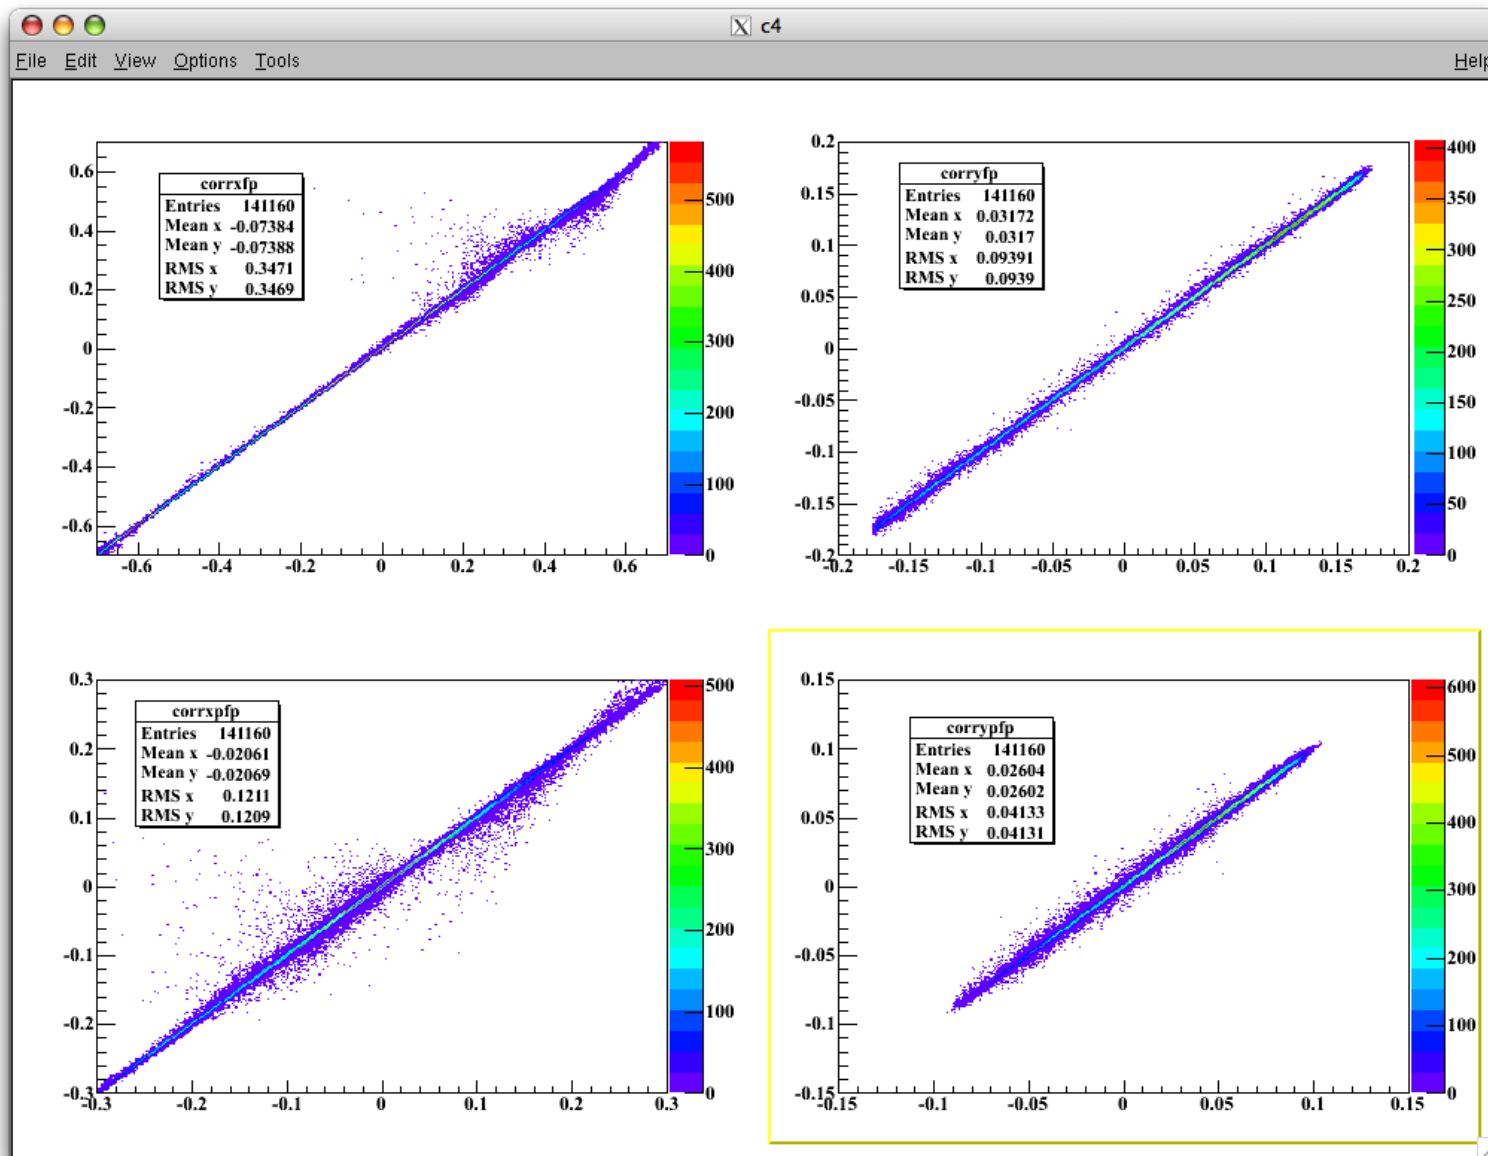 c4
File Edit View Options Tools Help
corrxfp
Entries 141160
Mean x -0.07384
Mean y -0.07388
RMS x 0.3471
RMS y 0.3469
0.6
0.4
0.2
0
-0.2
-0.4
-0.6
-0.6 -0.4 -0.2 0 0.2 0.4 0.6
500
400
300
200
100
0
corryfp
Entries 141160
Mean x 0.03172
Mean y 0.0317
RMS x 0.09391
RMS y 0.0939
0.2
0.15
0.1
0.05
0
-0.05
-0.1
-0.15
-0.2
-0.2 -0.15 -0.1 -0.05 0 0.05 0.1 0.15 0.2
400
350
300
250
200
150
100
50
0
corrxpfp
Entries 141160
Mean x -0.02061
Mean y -0.02069
RMS x 0.1211
RMS y 0.1209
0.3
0.2
0.1
0
-0.1
-0.2
-0.3
-0.3 -0.2 -0.1 0 0.1 0.2 0.3
500
400
300
200
100
0
corrypfp
Entries 141160
Mean x 0.02604
Mean y 0.02602
RMS x 0.04133
RMS y 0.04131
0.15
0.1
0.05
0
-0.05
-0.1
-0.15
-0.15 -0.1 -0.05 0 0.05 0.1 0.15
600
500
400
300
200
100
0